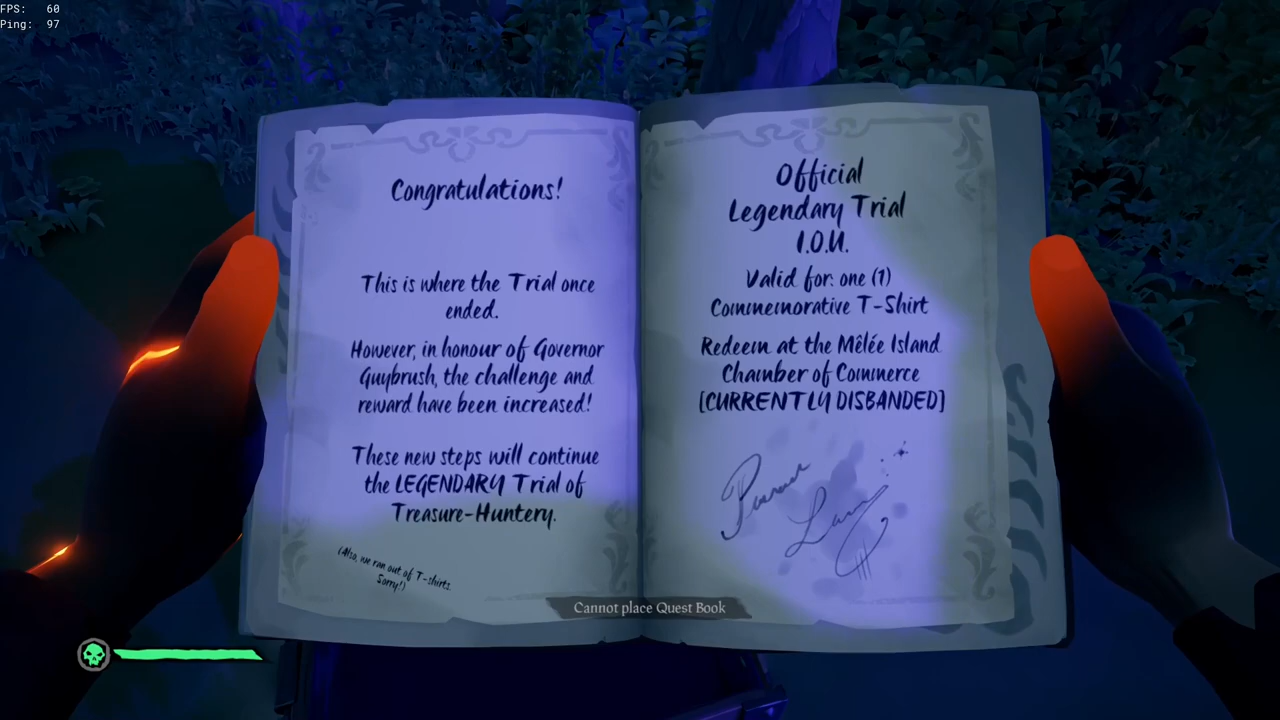 FPS: 60
Ping: 97
Congratulations!
This is where the Trial once
ended.
However, in honour of Governor
Guybrush, the challenge and
reward have been increased!
These new steps will continue
the LEGENDARY Trial of
Treasure-Huntery.
(Also, we ran out of T-shirts.
Sorry!)
Official
Legendary Trial
I.O.U.
Valid for: one (1)
Commemorative T-Shirt
Redeem at the Mêlée Island
Chamber of Commerce
[CURRENTLY DISBANDED]
Cannot place Quest Book